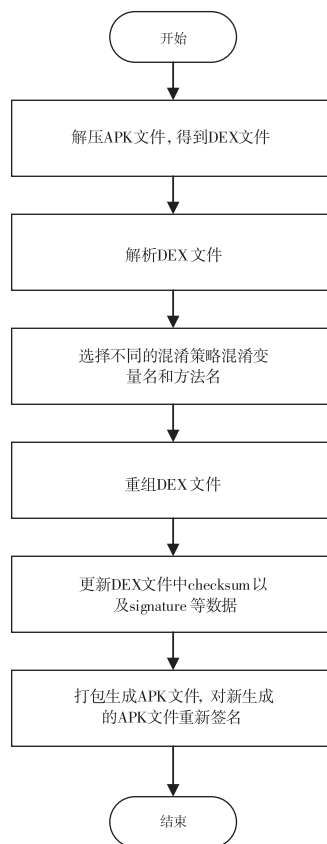 开始
解压APK文件,得到DEX文件
解析DEX文件
选择不同的混淆策略混淆变
量名和方法名
重组DEX文件
更新DEX文件中checksum以
及signature等数据
打包生成APK文件,对新生成
的APK文件重新签名
结束